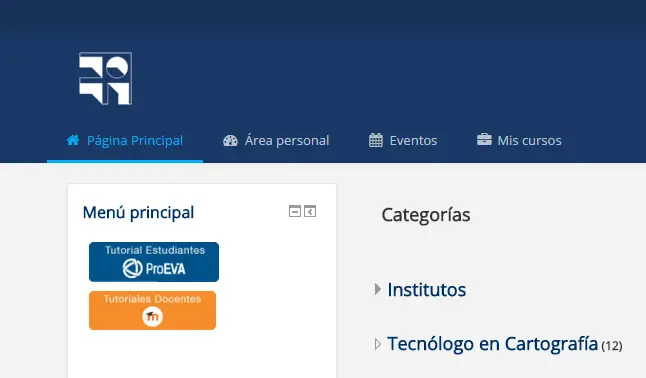 Página Principal
Área personal
Eventos
Mis cursos
Menú principal
Tutorial Estudiantes
ProEVA
Tutoriales Docentes
m
Categorías
Institutos
Tecnólogo en Cartografía (12)